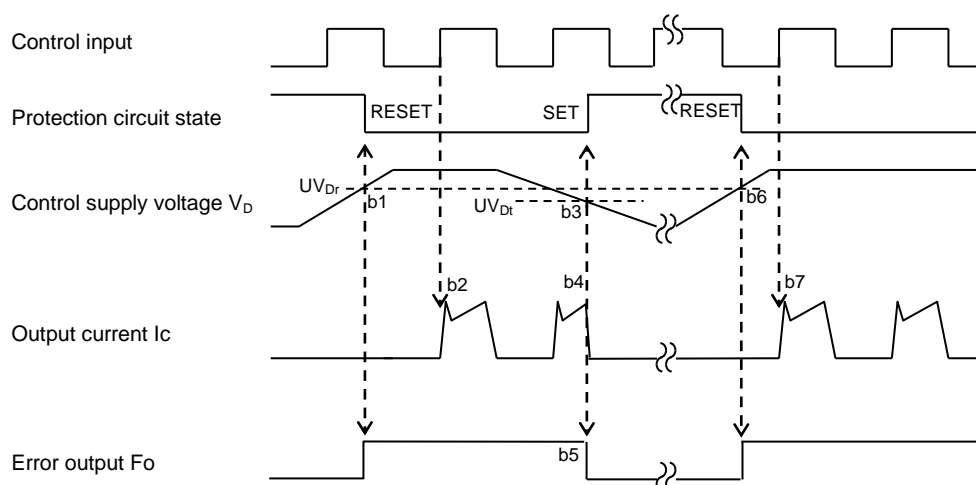 Control input
Protection circuit state
RESET
SET
RESET
Control supply voltage VD
UVDr
b1
UVDt
b3
b6
Output current Ic
b2
b4
b7
Error output Fo
b5